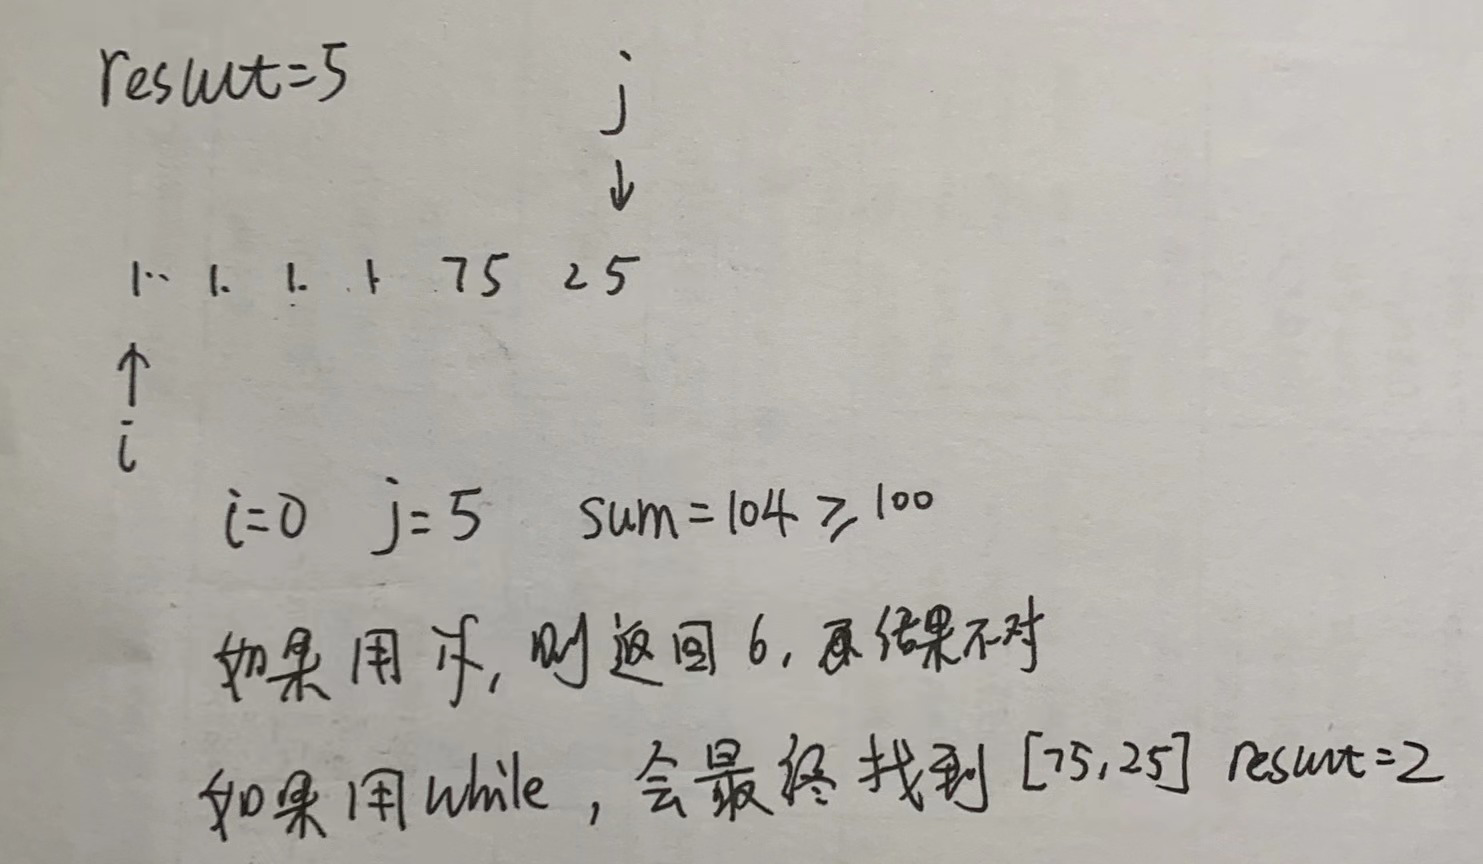 result=5
j
↓
1 1 1 1 75 25
↑
i
i=0 j=5 sum=104≥100
如果用if,则返回6,结果不对
如果用while,会最终找到[75,25] result=2